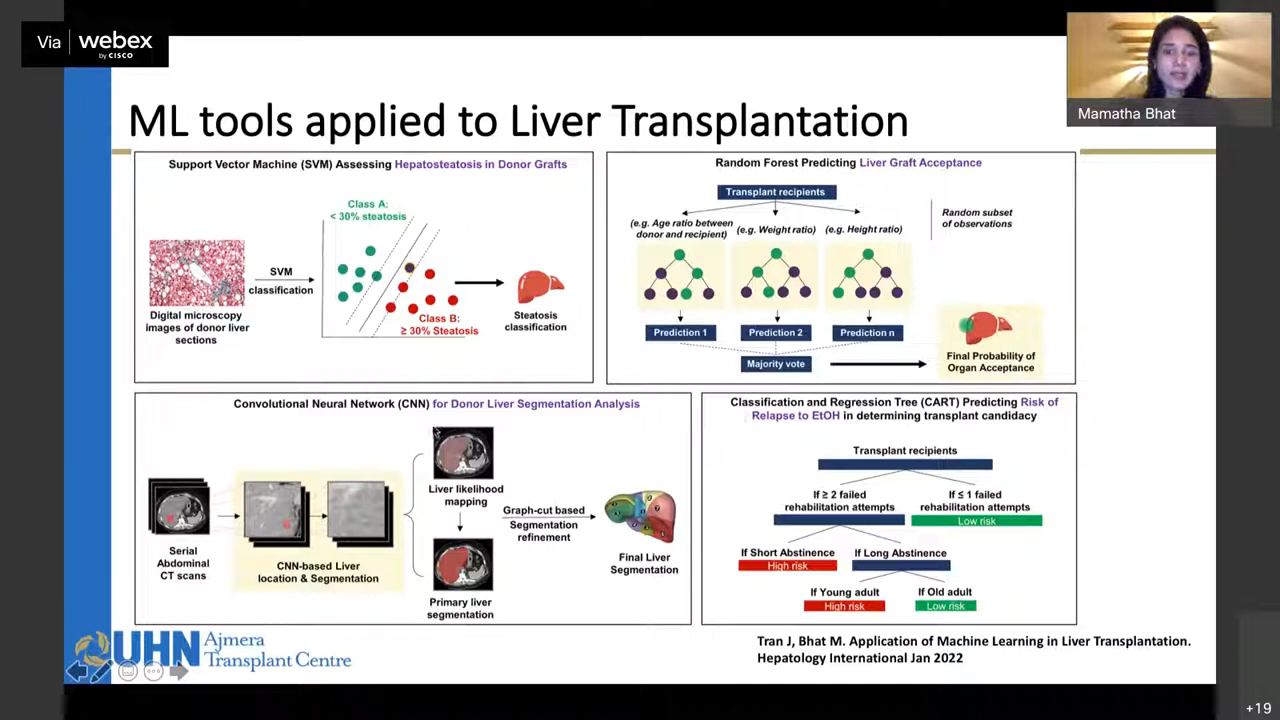 Via webex
by CISCO
Mamatha Bhat
ML tools applied to Liver Transplantation
Support Vector Machine (SVM) Assessing Hepatosteatosis in Donor Grafts
Class A:
< 30% steatosis
SVM
classification
Digital microscopy
images of donor liver
sections
Class B:
≥ 30% Steatosis
Steatosis
classification
Random Forest Predicting Liver Graft Acceptance
Transplant recipients
(e.g. Age ratio between
donor and recipient)
(e.g. Weight ratio)
(e.g. Height ratio)
Random subset
of observations
Prediction 1
Prediction 2
Prediction n
Majority vote
Final Probability of
Organ Acceptance
Convolutional Neural Network (CNN) for Donor Liver Segmentation Analysis
Serial
Abdominal
CT scans
CNN-based Liver
location & Segmentation
Liver likelihood
mapping
Primary liver
segmentation
Graph-cut based
Segmentation
refinement
Final Liver
Segmentation
Classification and Regression Tree (CART) Predicting Risk of
Relapse to EtOH in determining transplant candidacy
Transplant recipients
If ≥ 2 failed
rehabilitation attempts
If ≤ 1 failed
rehabilitation attempts
Low risk
If Short Abstinence
High risk
If Long Abstinence
If Young adult
High risk
If Old adult
Low risk
UHN Ajmera
Transplant Centre
Tran J, Bhat M. Application of Machine Learning in Liver Transplantation.
Hepatology International Jan 2022
+19